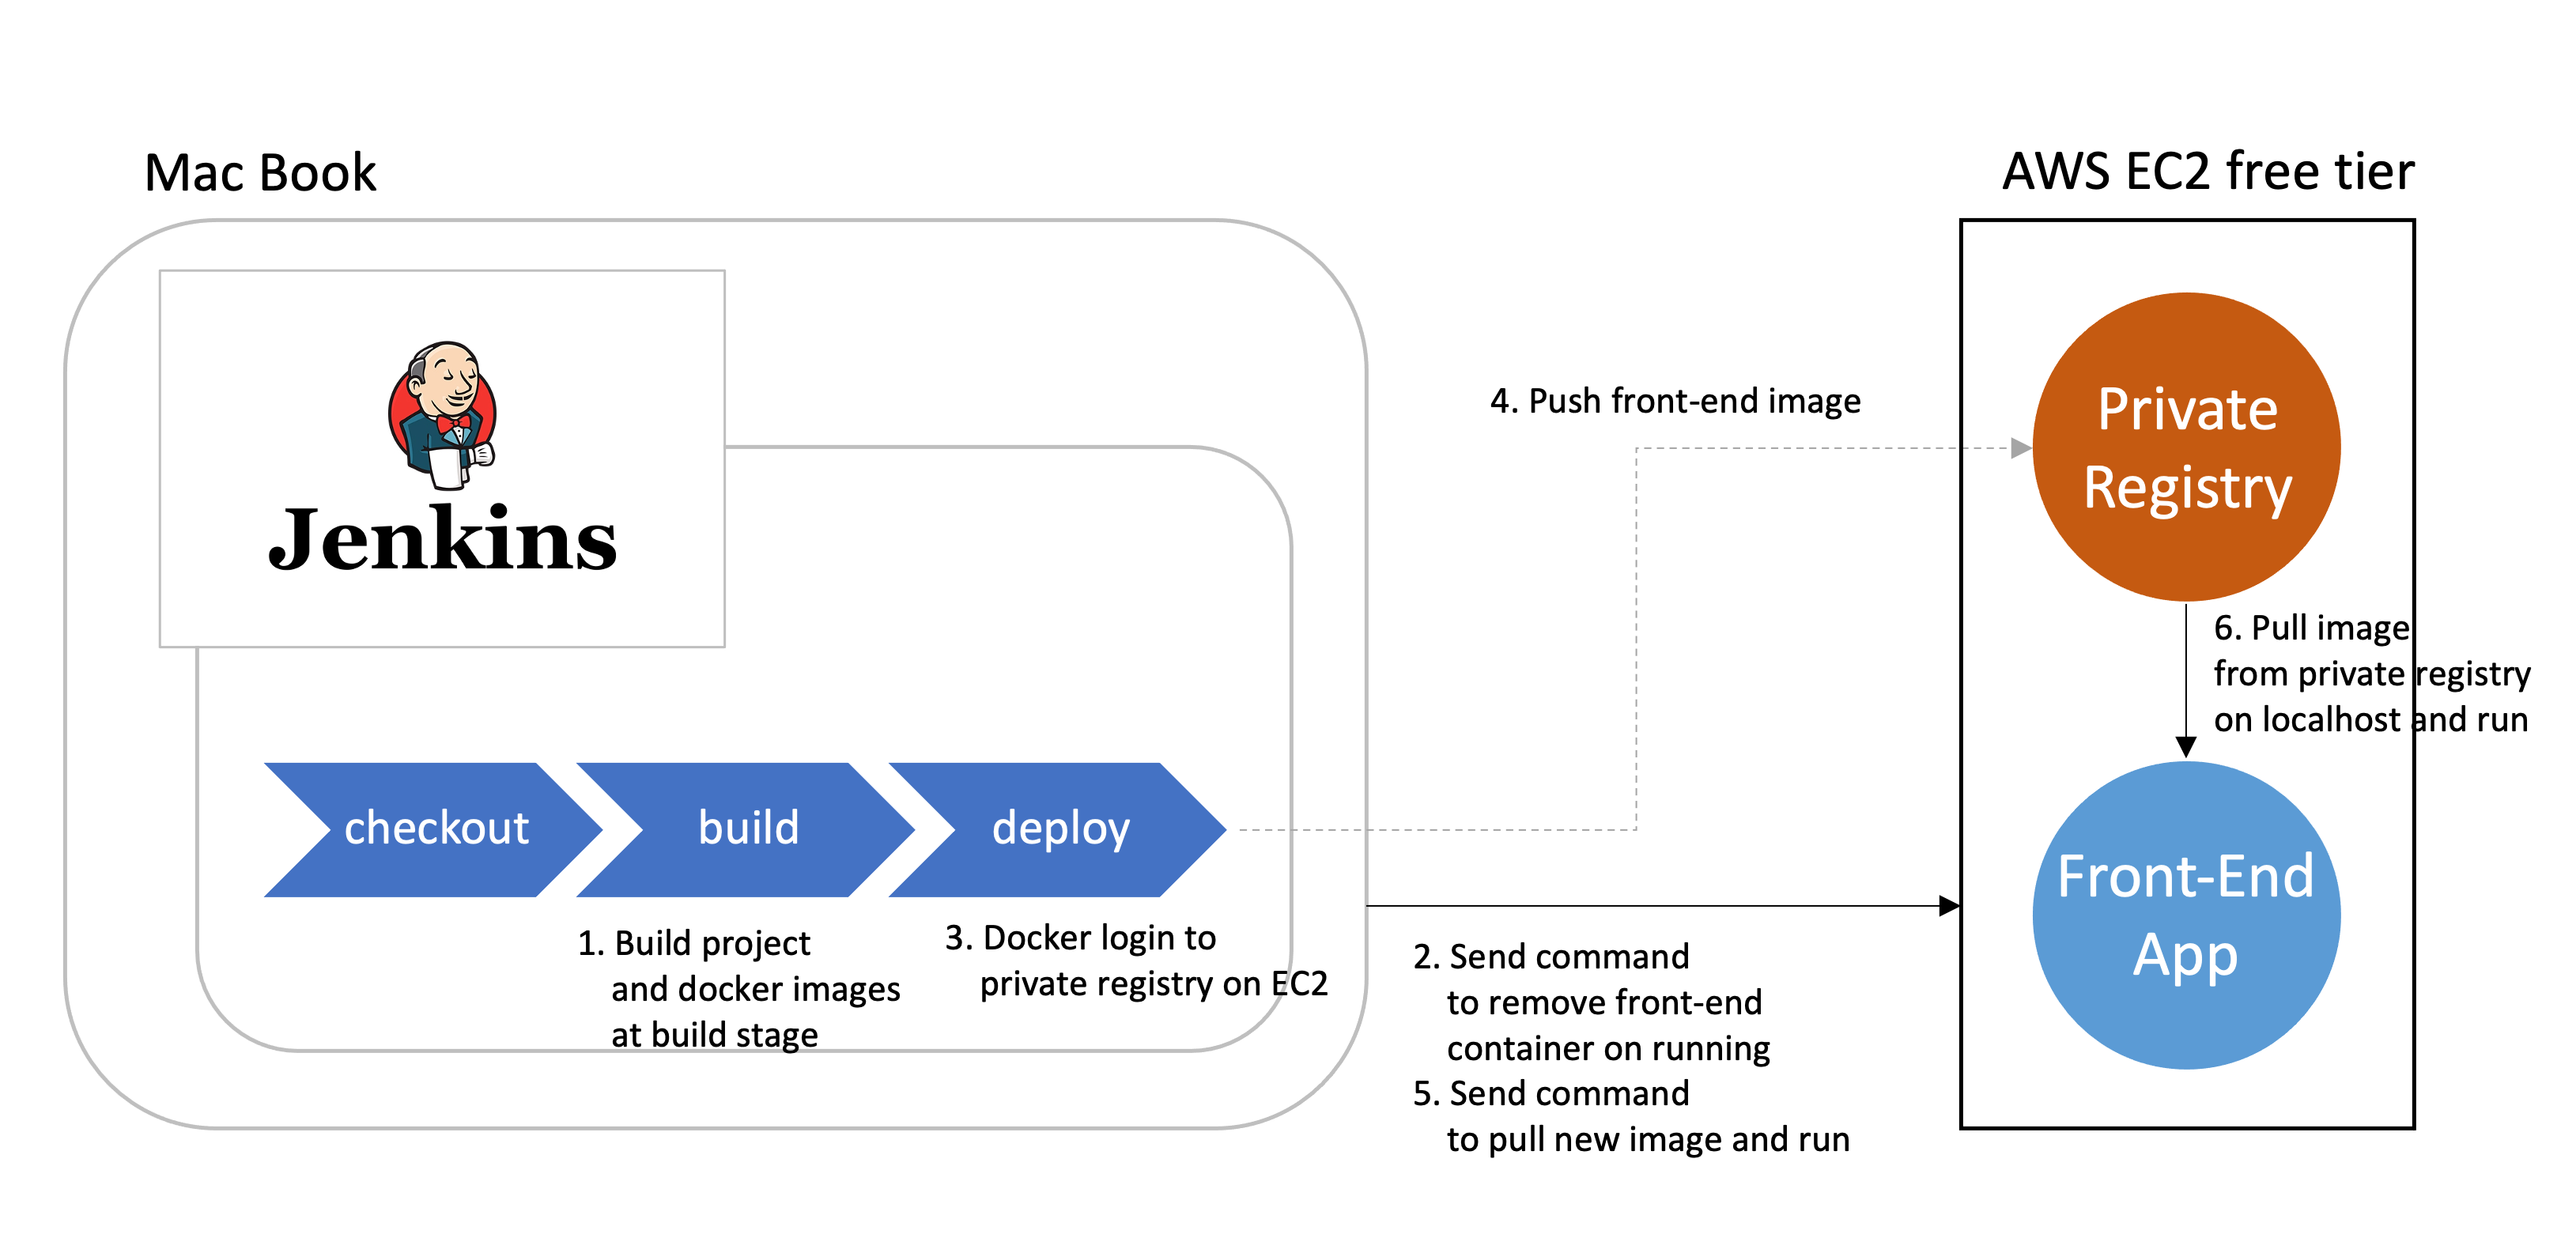 Mac Book
AWS EC2 free tier
Jenkins
4. Push front-end image
Private
Registry
6. Pull image
from private registry
on localhost and run
checkout
build
deploy
1. Build project
and docker images
at build stage
3. Docker login to
private registry on EC2
2. Send command
to remove front-end
container on running
5. Send command
to pull new image and run
Front-End
App